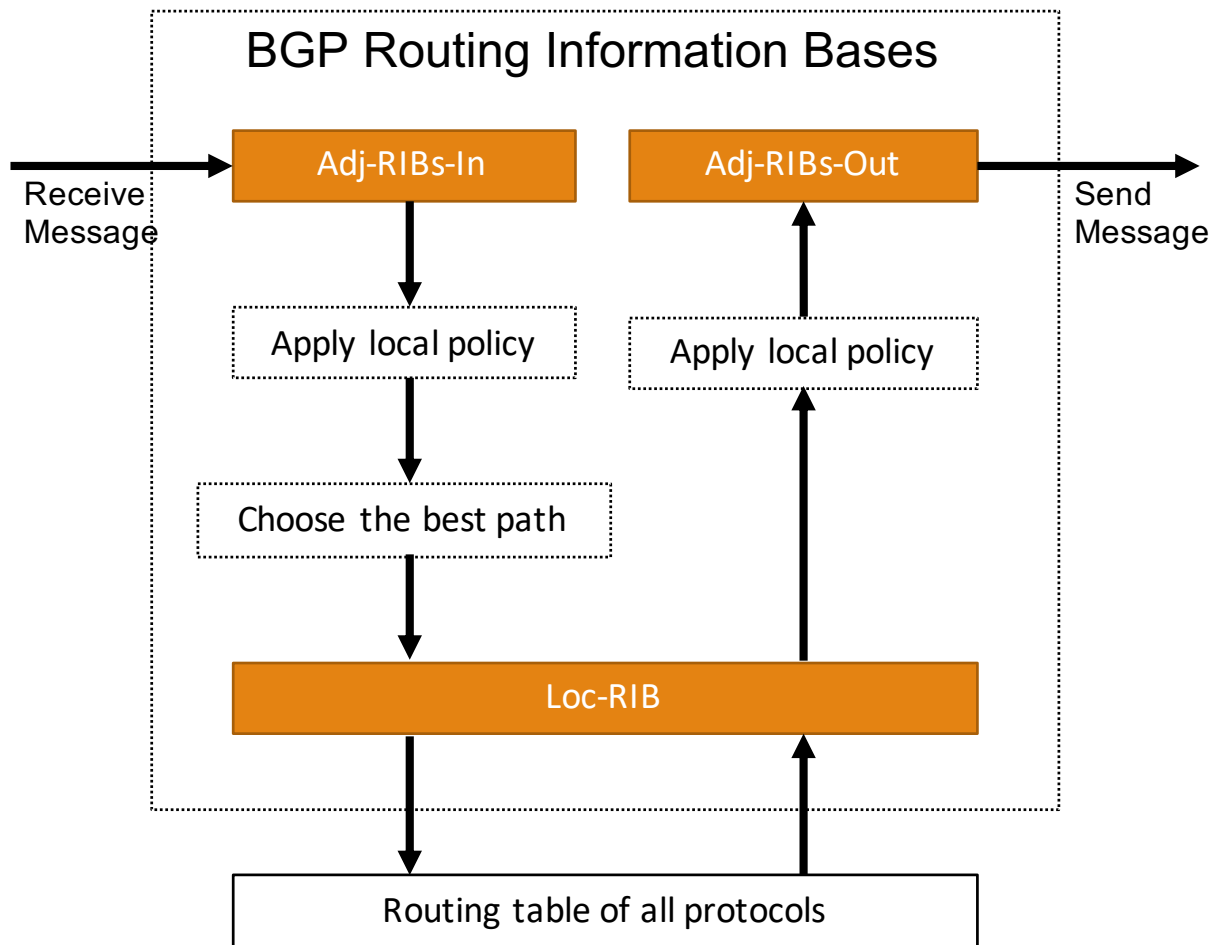 BGP Routing Information Bases
Adj-RIBs-In
Adj-RIBs-Out
Receive
Message
Send
Message
Apply local policy
Apply local policy
Choose the best path
Loc-RIB
Routing table of all protocols